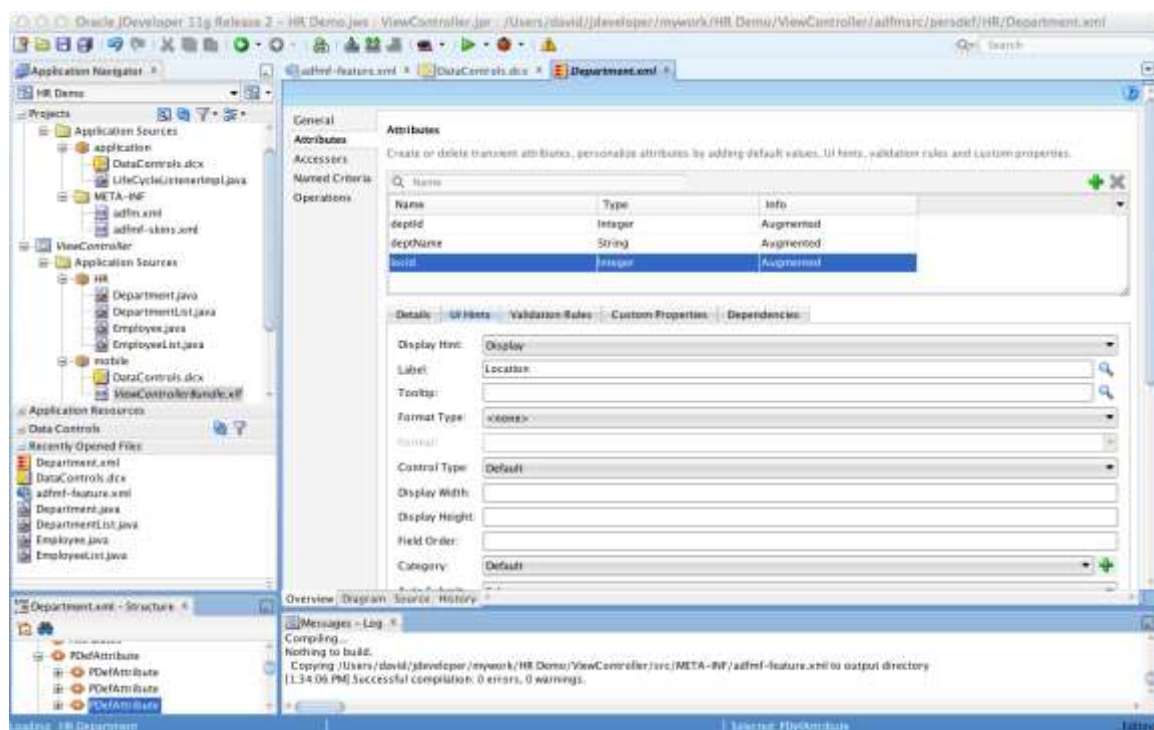 Oracle JDeveloper 11g Release 2 - HR Demo.jws : ViewController.jpr : /Users/david/jdeveloper/mywork/HR Demo/ViewController/adfmsrc/persdef/HR/Department.xml
Search
Application Navigator
adfmf-feature.xml
DataControls.dcx
Department.xml
HR Demo
Projects
Application Sources
application
DataControls.dcx
LifeCycleListenerImpl.java
META-INF
adfm.xml
adfmf-skins.xml
ViewController
Application Sources
HR
Department.java
DepartmentList.java
Employee.java
EmployeeList.java
mobile
DataControls.dcx
ViewControllerBundle.xlf
Application Resources
Data Controls
Recently Opened Files
Department.xml
DataControls.dcx
adfmf-feature.xml
Department.java
DepartmentList.java
Employee.java
EmployeeList.java
General
Attributes
Accessors
Named Criteria
Operations
Attributes
Create or delete transient attributes, personalize attributes by adding default values, UI hints, validation rules and custom properties.
Name
Name Type Info
deptId Integer Augmented
deptName String Augmented
locId Integer Augmented
Details UI Hints Validation Rules Custom Properties Dependencies
Display Hint: Display
Label: Location
Tooltip:
Format Type: <none>
Format:
Control Type: Default
Display Width:
Display Height:
Field Order:
Category: Default
Overview Diagram Source History
Department.xml - Structure
PDefAttribute
PDefAttribute
PDefAttribute
PDefAttribute
Messages - Log
Compiling...
Nothing to build.
Copying /Users/david/jdeveloper/mywork/HR Demo/ViewController/src/META-INF/adfmf-feature.xml to output directory
[1:34:06 PM] Successful compilation: 0 errors, 0 warnings.
Loading: HR.Department
Selected: PDefAttribute
Editing